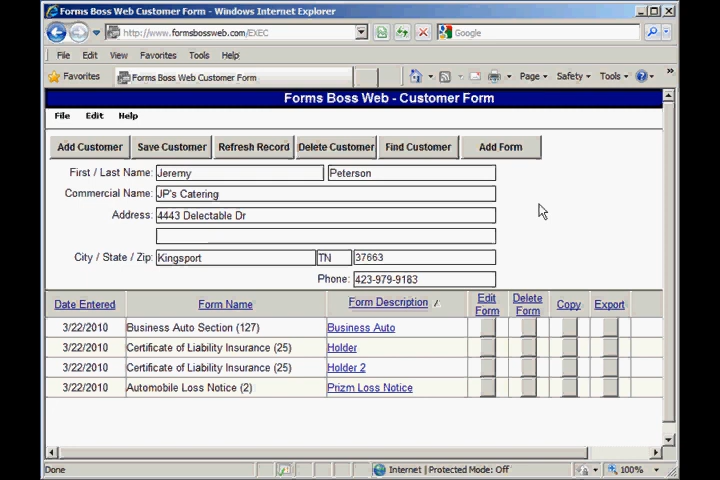 Forms Boss Web Customer Form - Windows Internet Explorer
http://www.formsbossweb.com/EXEC
Google
File Edit View Favorites Tools Help
Favorites Forms Boss Web Customer Form Page Safety Tools
Forms Boss Web - Customer Form
File Edit Help
Add Customer Save Customer Refresh Record Delete Customer Find Customer Add Form
First / Last Name: Jeremy Peterson
Commercial Name: JP's Catering
Address: 4443 Delectable Dr
City / State / Zip: Kingsport TN 37663
Phone: 423-979-9183
Date Entered Form Name Form Description Edit Form Delete Form Copy Export
3/22/2010 Business Auto Section (127) Business Auto
3/22/2010 Certificate of Liability Insurance (25) Holder
3/22/2010 Certificate of Liability Insurance (25) Holder 2
3/22/2010 Automobile Loss Notice (2) Prizm Loss Notice
Done Internet | Protected Mode: Off 100%